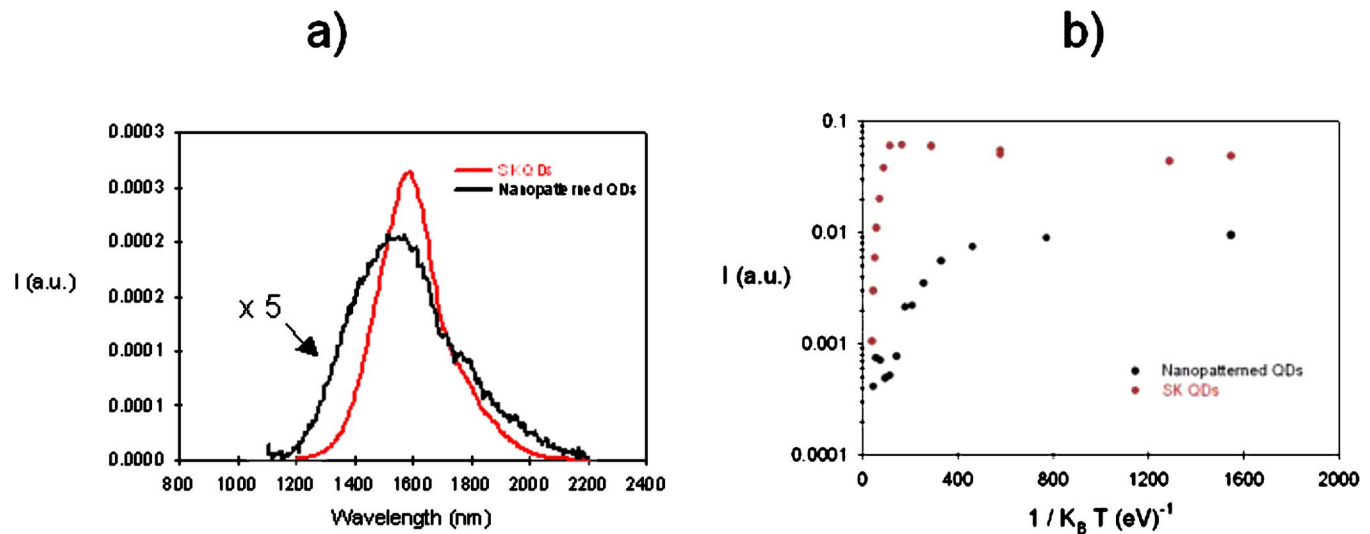 a)
b)
0.0003
0.0003
0.0002
0.0002
0.0001
0.0001
0.0000
I (a.u.)
SK QDs
Nanopatterned QDs
x 5
800 1000 1200 1400 1600 1800 2000 2200 2400
Wavelength (nm)
0.1
0.01
0.001
0.0001
I (a.u.)
Nanopatterned QDs
SK QDs
0 400 800 1200 1600 2000
1 / K_B T (eV)⁻¹